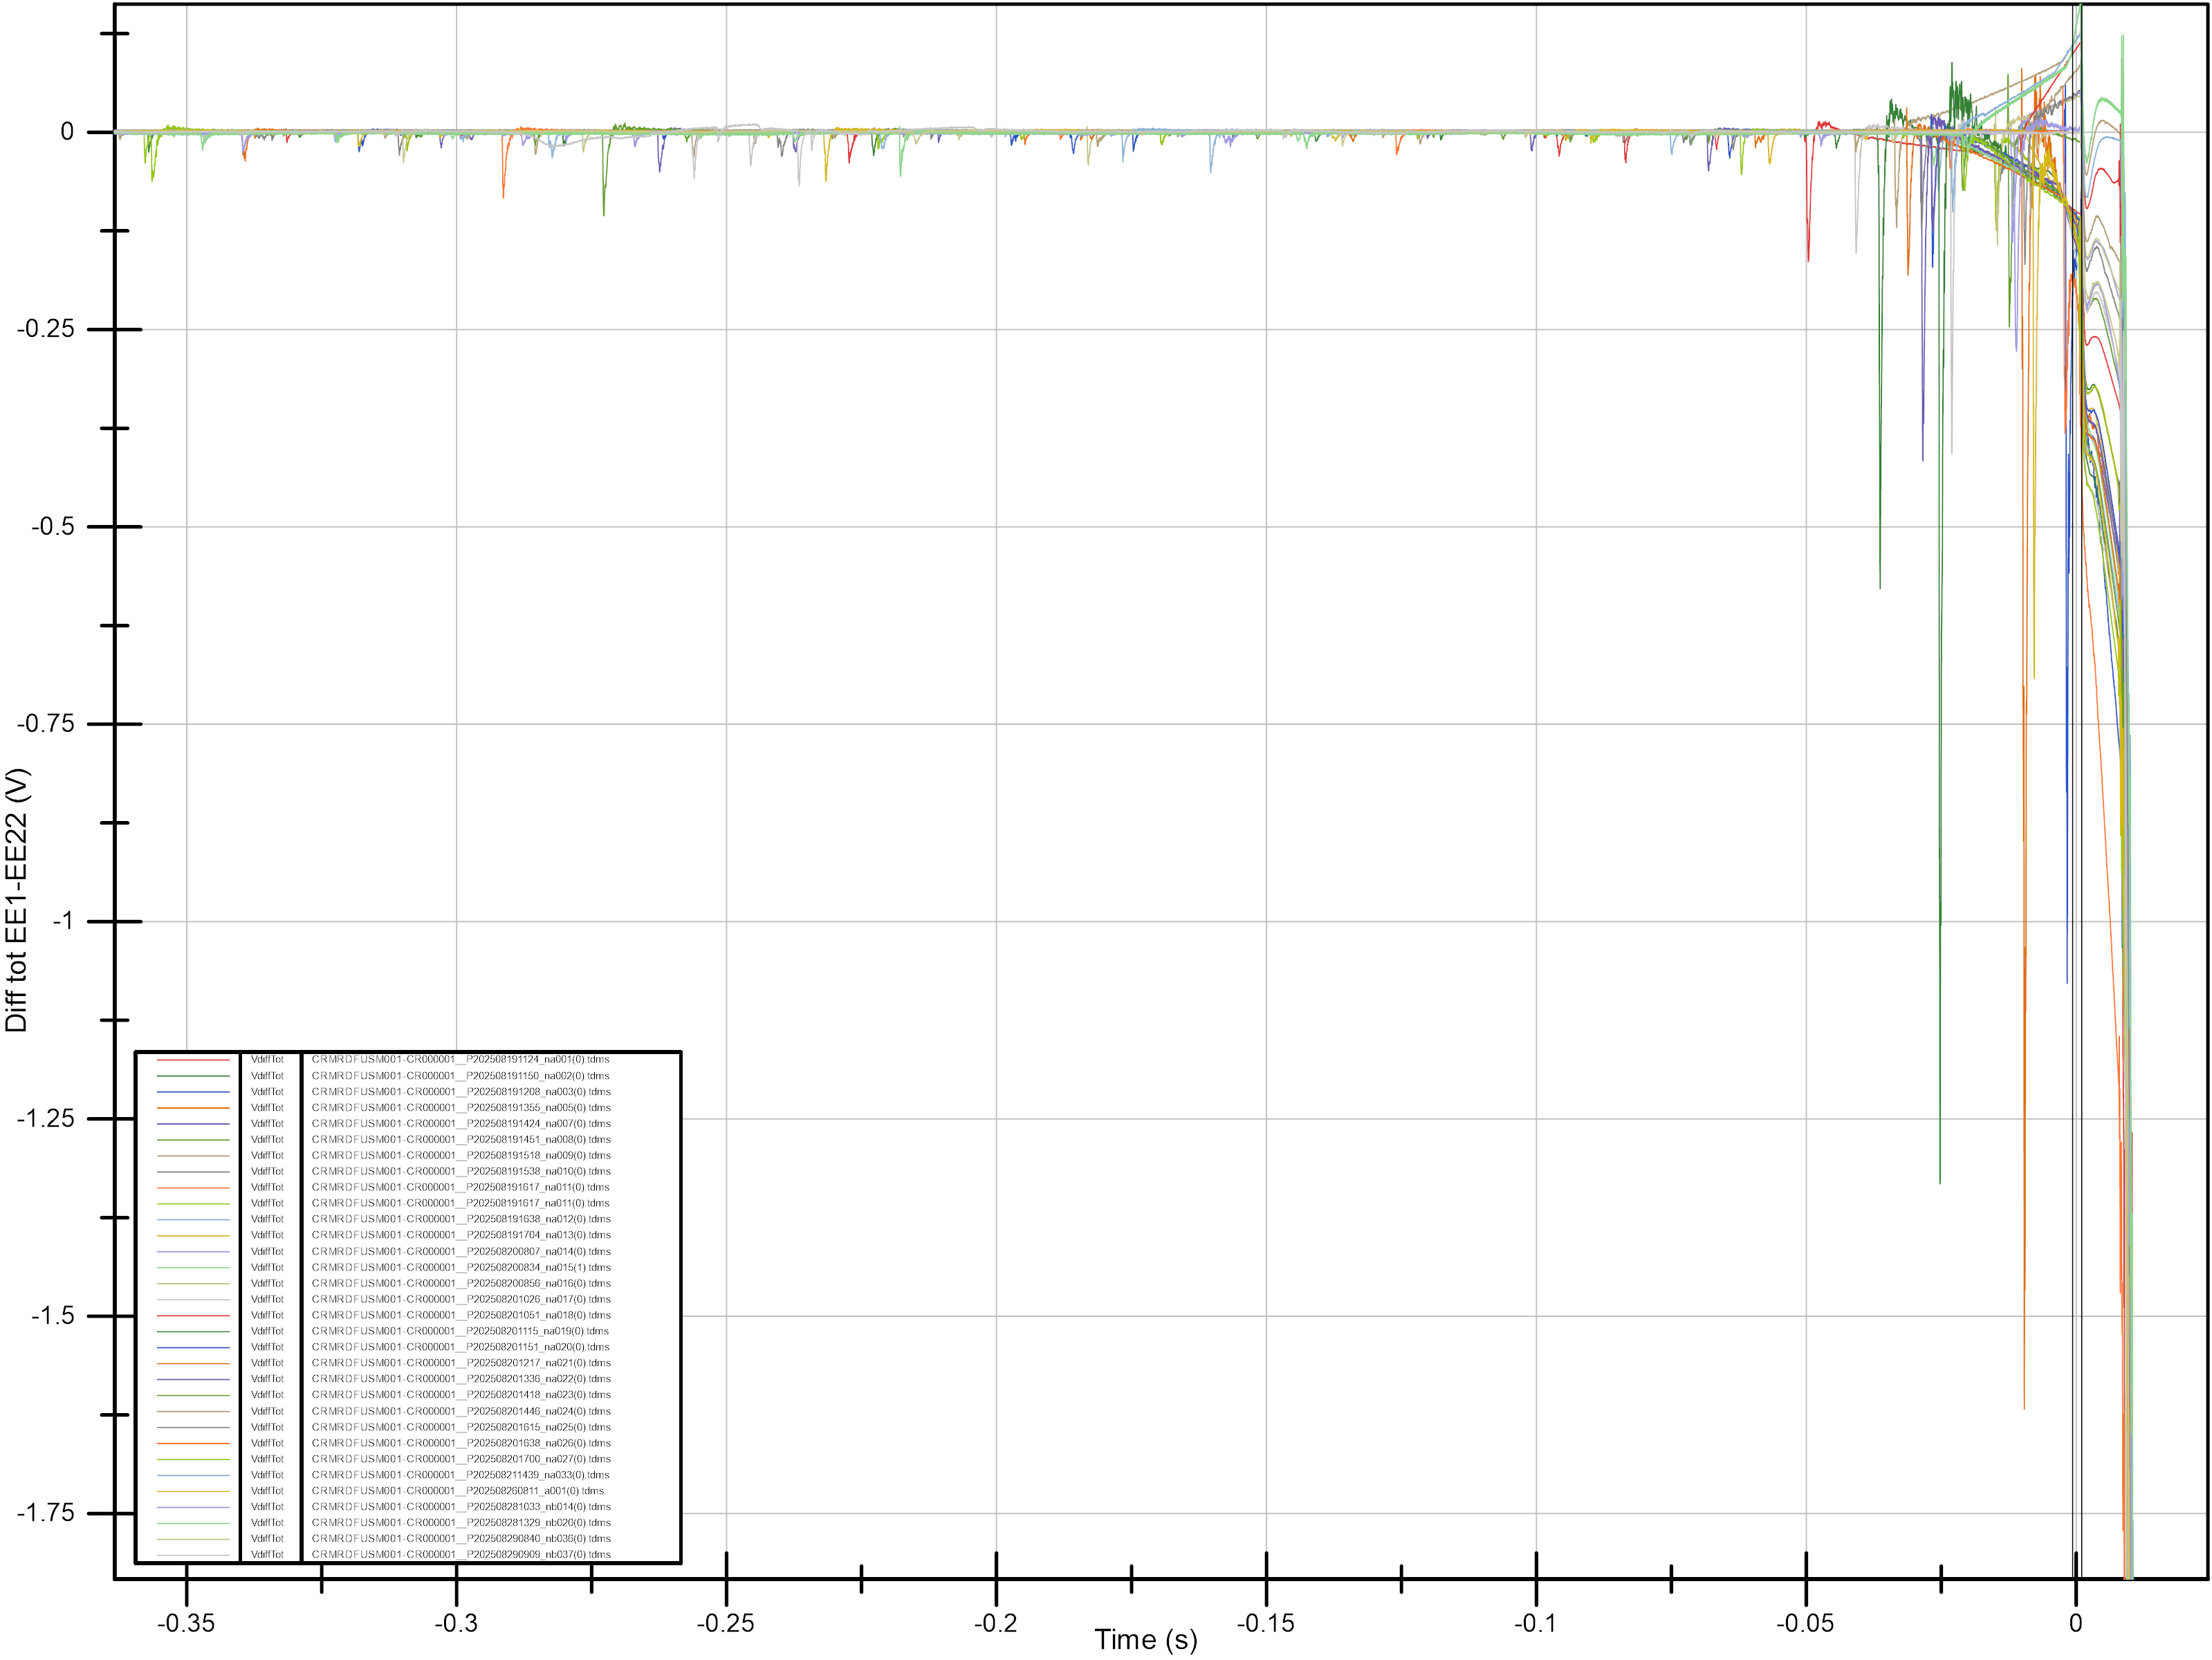 0
-0.25
-0.5
-0.75
-1
-1.25
-1.5
-1.75
Diff tot EE1-EE22 (V)
VdiffTot CRMRDFUSM001-CR000001__P202508191124_na001(0).tdms
VdiffTot CRMRDFUSM001-CR000001__P202508191150_na002(0).tdms
VdiffTot CRMRDFUSM001-CR000001__P202508191208_na003(0).tdms
VdiffTot CRMRDFUSM001-CR000001__P202508191355_na005(0).tdms
VdiffTot CRMRDFUSM001-CR000001__P202508191424_na007(0).tdms
VdiffTot CRMRDFUSM001-CR000001__P202508191451_na008(0).tdms
VdiffTot CRMRDFUSM001-CR000001__P202508191518_na009(0).tdms
VdiffTot CRMRDFUSM001-CR000001__P202508191538_na010(0).tdms
VdiffTot CRMRDFUSM001-CR000001__P202508191617_na011(0).tdms
VdiffTot CRMRDFUSM001-CR000001__P202508191617_na011(0).tdms
VdiffTot CRMRDFUSM001-CR000001__P202508191638_na012(0).tdms
VdiffTot CRMRDFUSM001-CR000001__P202508191704_na013(0).tdms
VdiffTot CRMRDFUSM001-CR000001__P202508200807_na014(0).tdms
VdiffTot CRMRDFUSM001-CR000001__P202508200834_na015(1).tdms
VdiffTot CRMRDFUSM001-CR000001__P202508200856_na016(0).tdms
VdiffTot CRMRDFUSM001-CR000001__P202508201026_na017(0).tdms
VdiffTot CRMRDFUSM001-CR000001__P202508201051_na018(0).tdms
VdiffTot CRMRDFUSM001-CR000001__P202508201115_na019(0).tdms
VdiffTot CRMRDFUSM001-CR000001__P202508201151_na020(0).tdms
VdiffTot CRMRDFUSM001-CR000001__P202508201217_na021(0).tdms
VdiffTot CRMRDFUSM001-CR000001__P202508201336_na022(0).tdms
VdiffTot CRMRDFUSM001-CR000001__P202508201418_na023(0).tdms
VdiffTot CRMRDFUSM001-CR000001__P202508201446_na024(0).tdms
VdiffTot CRMRDFUSM001-CR000001__P202508201615_na025(0).tdms
VdiffTot CRMRDFUSM001-CR000001__P202508201638_na026(0).tdms
VdiffTot CRMRDFUSM001-CR000001__P202508201700_na027(0).tdms
VdiffTot CRMRDFUSM001-CR000001__P202508211439_na033(0).tdms
VdiffTot CRMRDFUSM001-CR000001__P202508260811_a001(0).tdms
VdiffTot CRMRDFUSM001-CR000001__P202508281033_nb014(0).tdms
VdiffTot CRMRDFUSM001-CR000001__P202508281329_nb020(0).tdms
VdiffTot CRMRDFUSM001-CR000001__P202508290840_nb036(0).tdms
VdiffTot CRMRDFUSM001-CR000001__P202508290909_nb037(0).tdms
-0.35 -0.3 -0.25 -0.2 -0.15 -0.1 -0.05 0
Time (s)